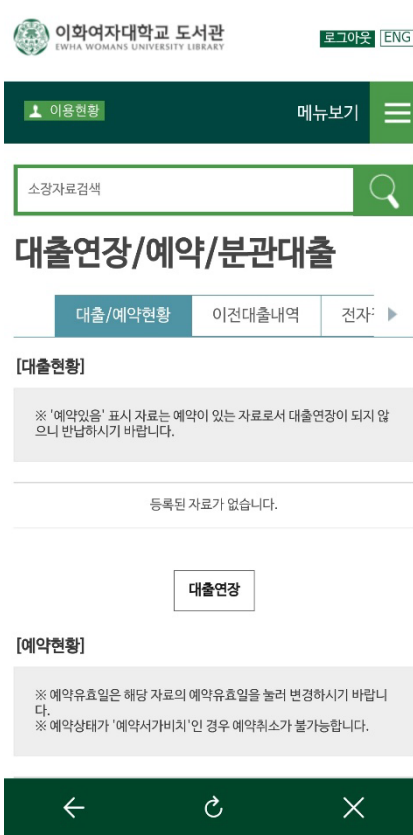 이화여자대학교 도서관
EWHA WOMANS UNIVERSITY LIBRARY
로그아웃 ENG
이용현황 메뉴보기
소장자료검색
대출연장/예약/분관대출
대출/예약현황 이전대출내역
[대출현황]
※ '예약있음' 표시 자료는 예약이 있는 자료로서 대출연장이 되지 않
으니 반납하시기 바랍니다.
등록된 자료가 없습니다.
대출연장
[예약현황]
※ 예약유효일은 해당 자료의 예약유효일을 눌러 변경하시기 바랍니
다.
※ 예약상태가 '예약서가비치'인 경우 예약취소가 불가능합니다.